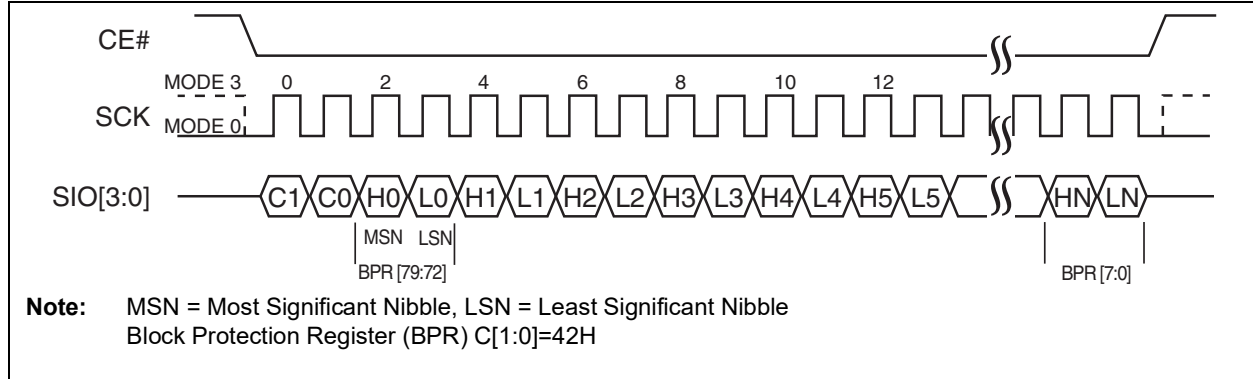 CE#
MODE 3 0 2 4 6 8 10 12
SCK MODE 0
SIO[3:0] C1 C0 H0 L0 H1 L1 H2 L2 H3 L3 H4 L4 H5 L5 HN LN
MSN LSN
BPR [79:72] BPR [7:0]
Note: MSN = Most Significant Nibble, LSN = Least Significant Nibble
Block Protection Register (BPR) C[1:0]=42H